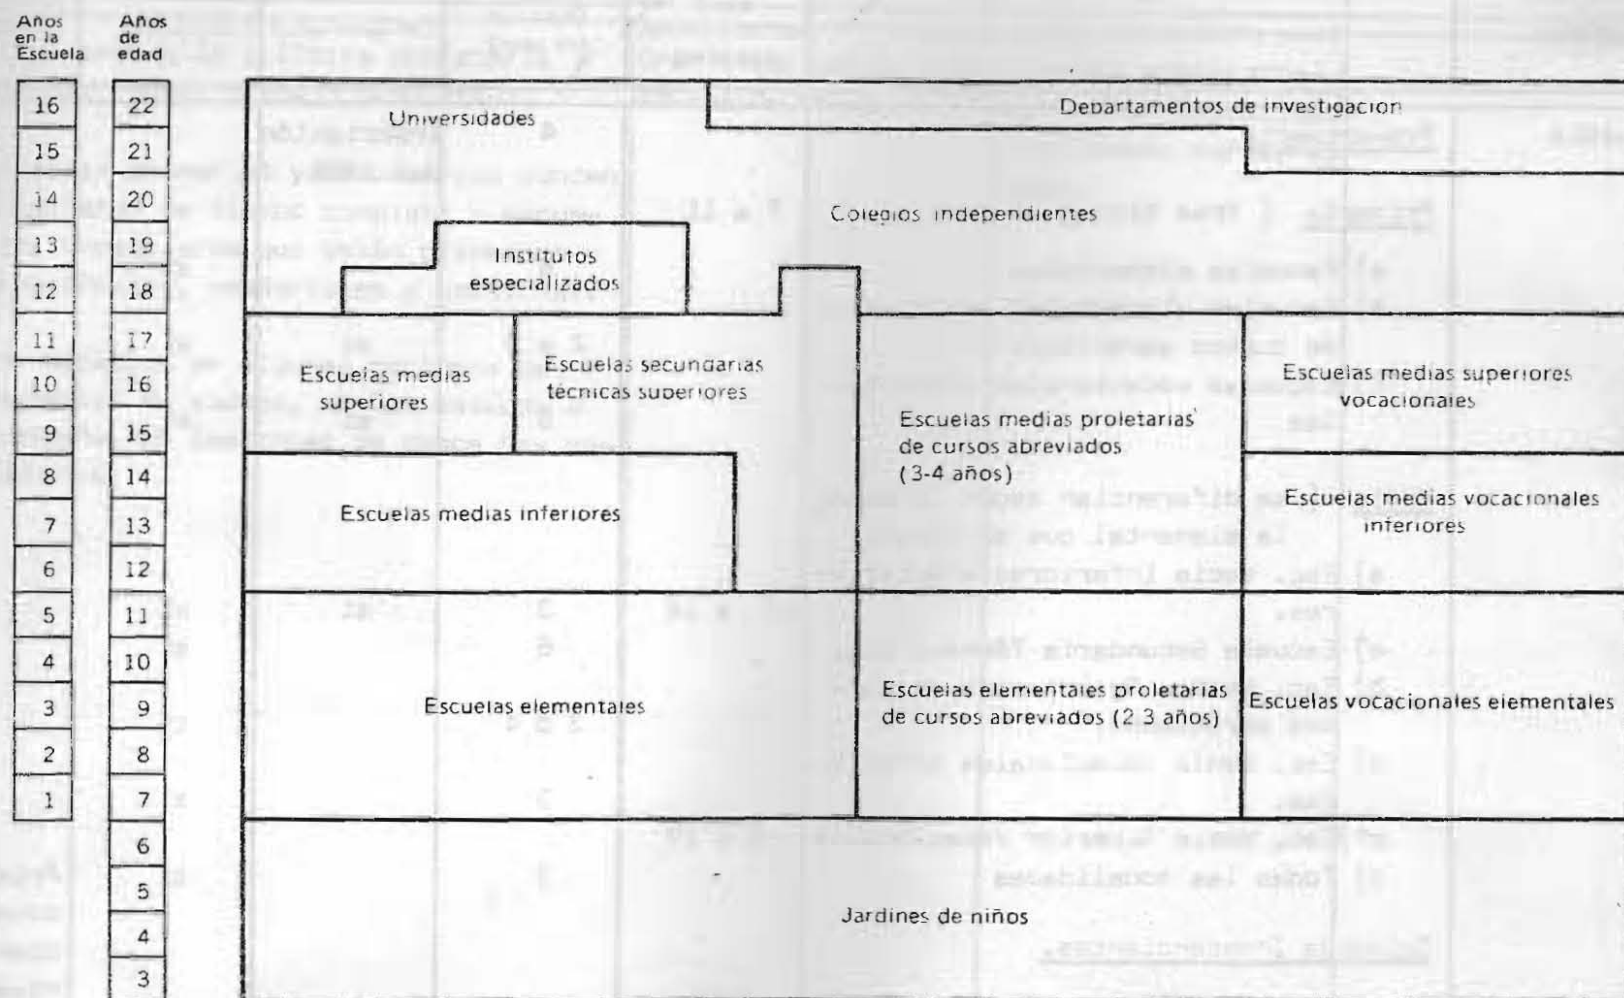 Años
en la
Escuela
Años
de
edad
16
15
14
13
12
11
10
9
8
7
6
5
4
3
2
1
22
21
20
19
18
17
16
15
14
13
12
11
10
9
8
7
6
5
4
3
Universidades
Departamentos de investigacion
Colegios independientes
Institutos
especializados
Escuelas medias
superiores
Escuelas secundarias
técnicas superiores
Escuelas medias proletarias
de cursos abreviados
(3-4 años)
Escuelas medias superiores
vocacionales
Escuelas medias inferiores
Escuelas medias vocacionales
inferiores
Escuelas elementales
Escuelas elementales proletarias
de cursos abreviados (2 3 años)
Escuelas vocacionales elementales
Jardines de niños